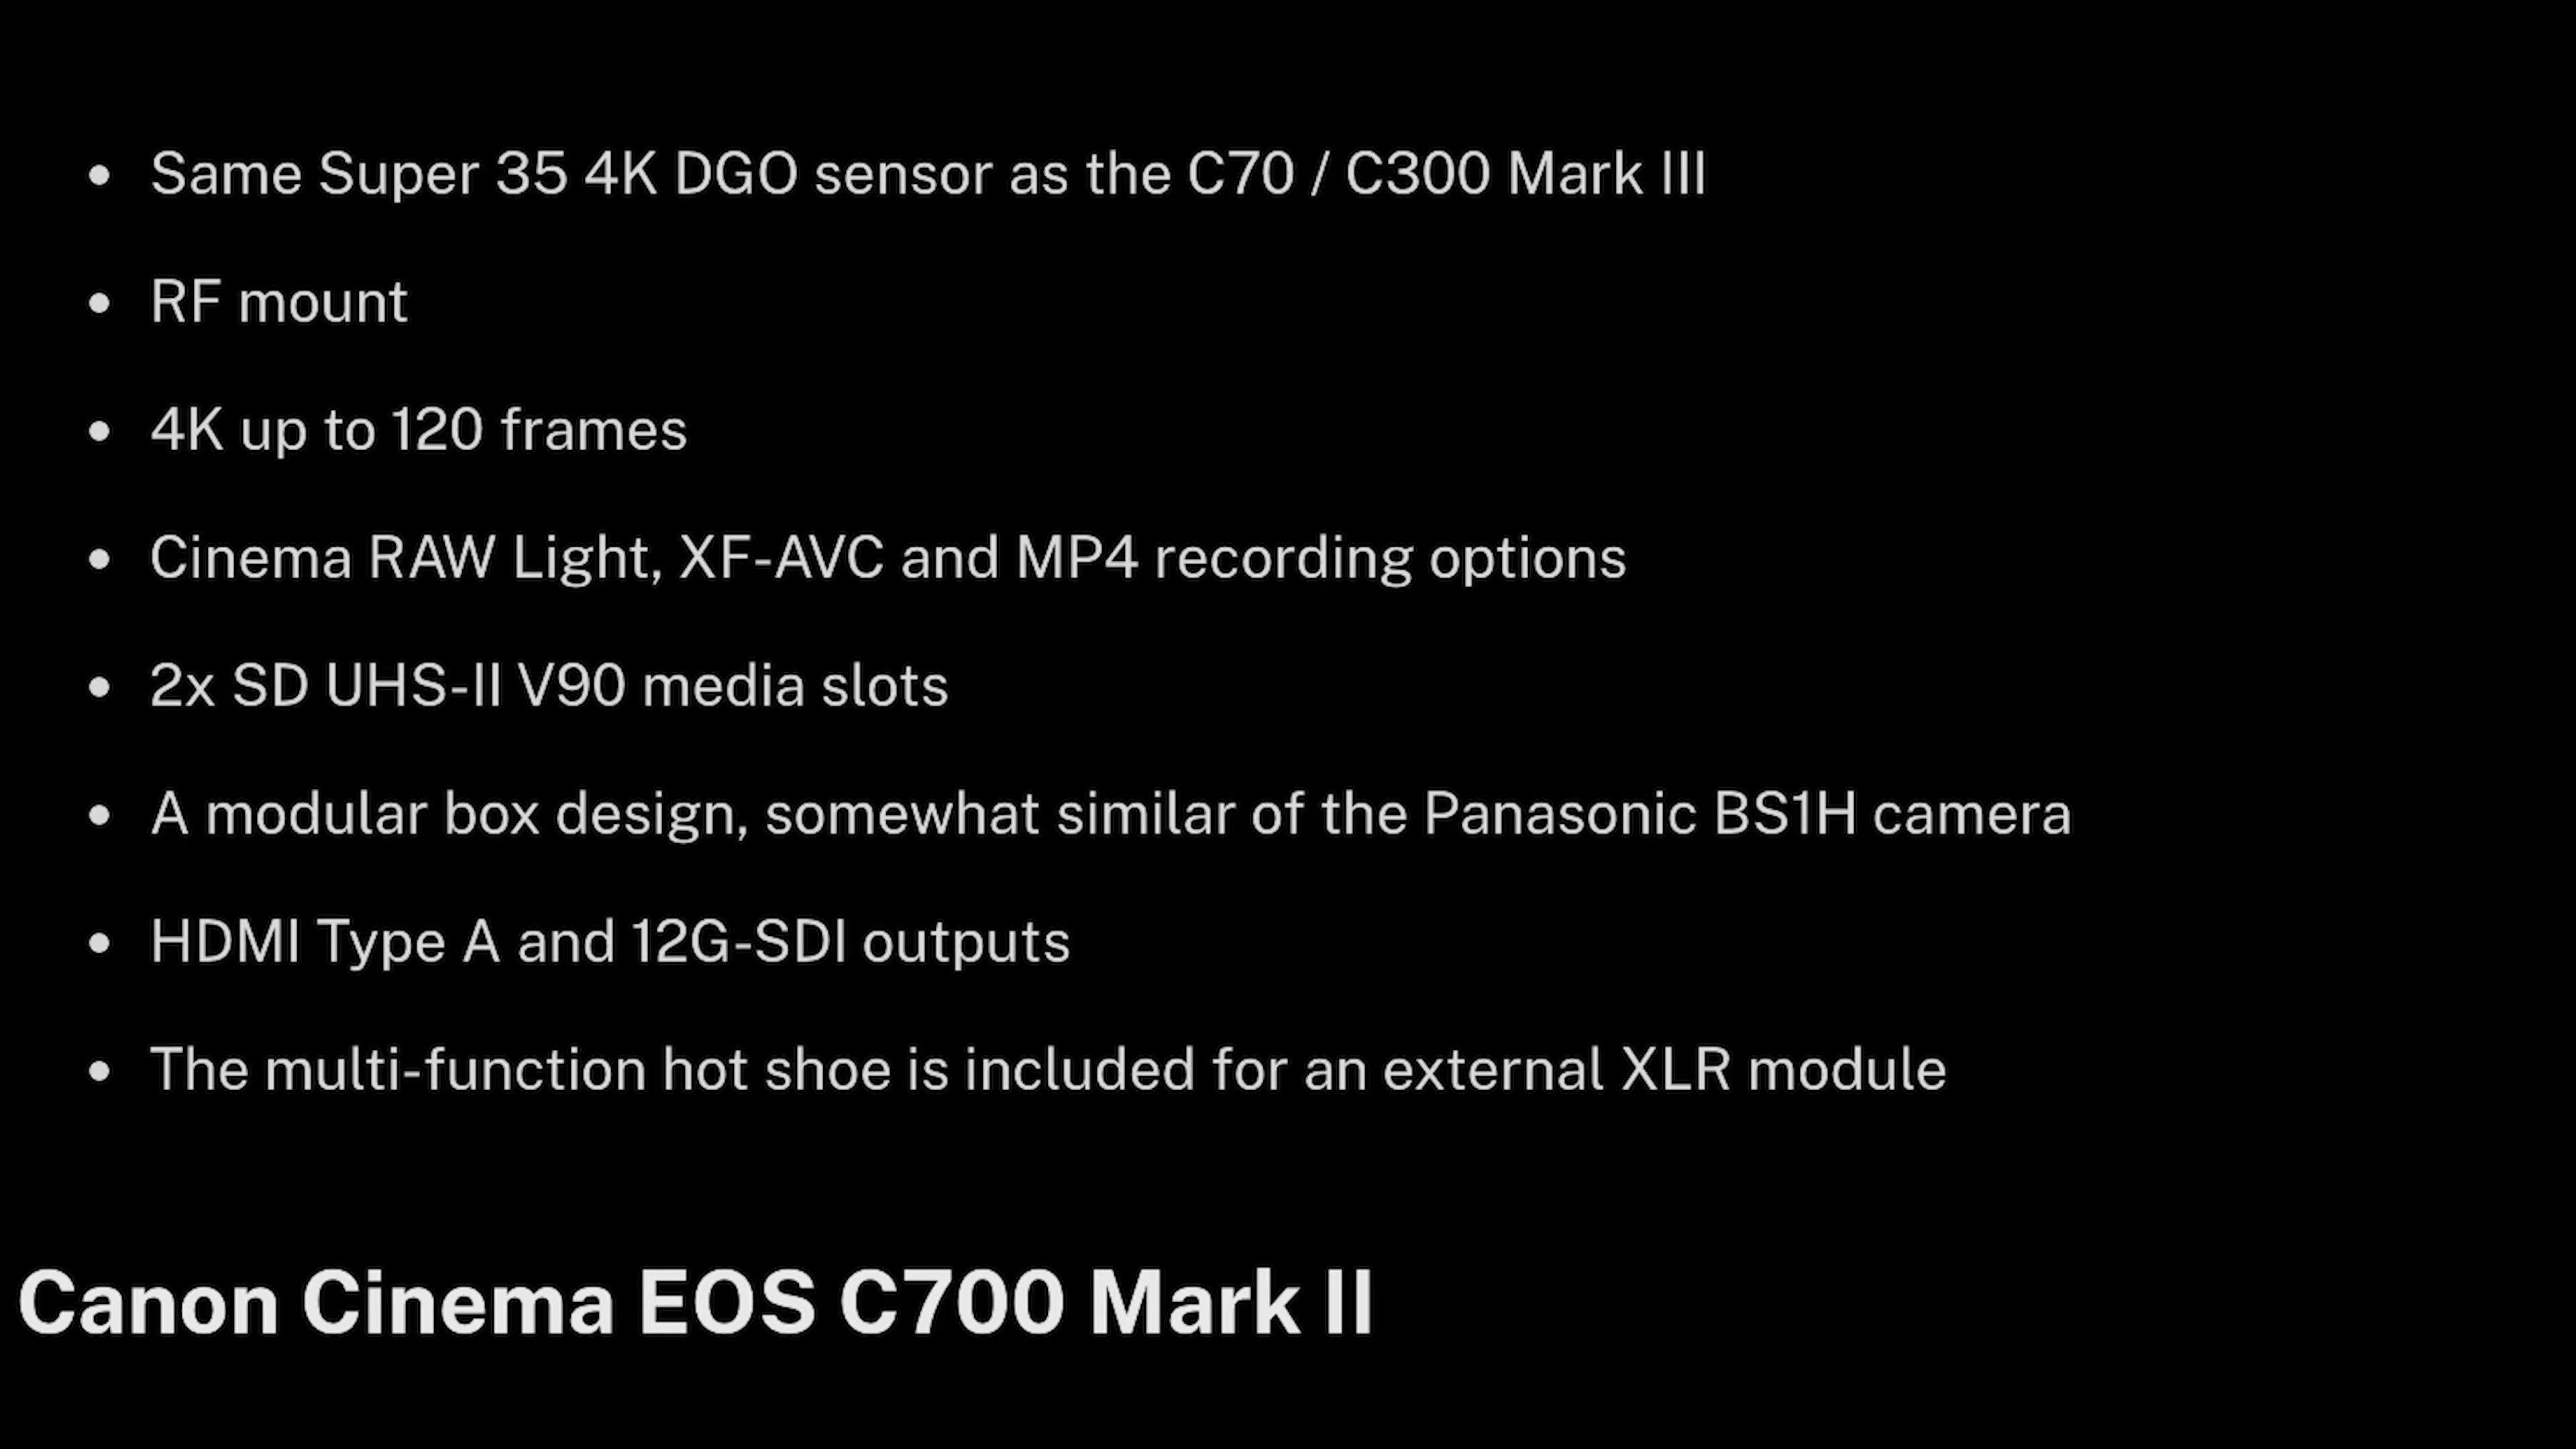 • Same Super 35 4K DGO sensor as the C70 / C300 Mark III
• RF mount
• 4K up to 120 frames
• Cinema RAW Light, XF-AVC and MP4 recording options
• 2x SD UHS-II V90 media slots
• A modular box design, somewhat similar of the Panasonic BS1H camera
• HDMI Type A and 12G-SDI outputs
• The multi-function hot shoe is included for an external XLR module
Canon Cinema EOS C700 Mark II